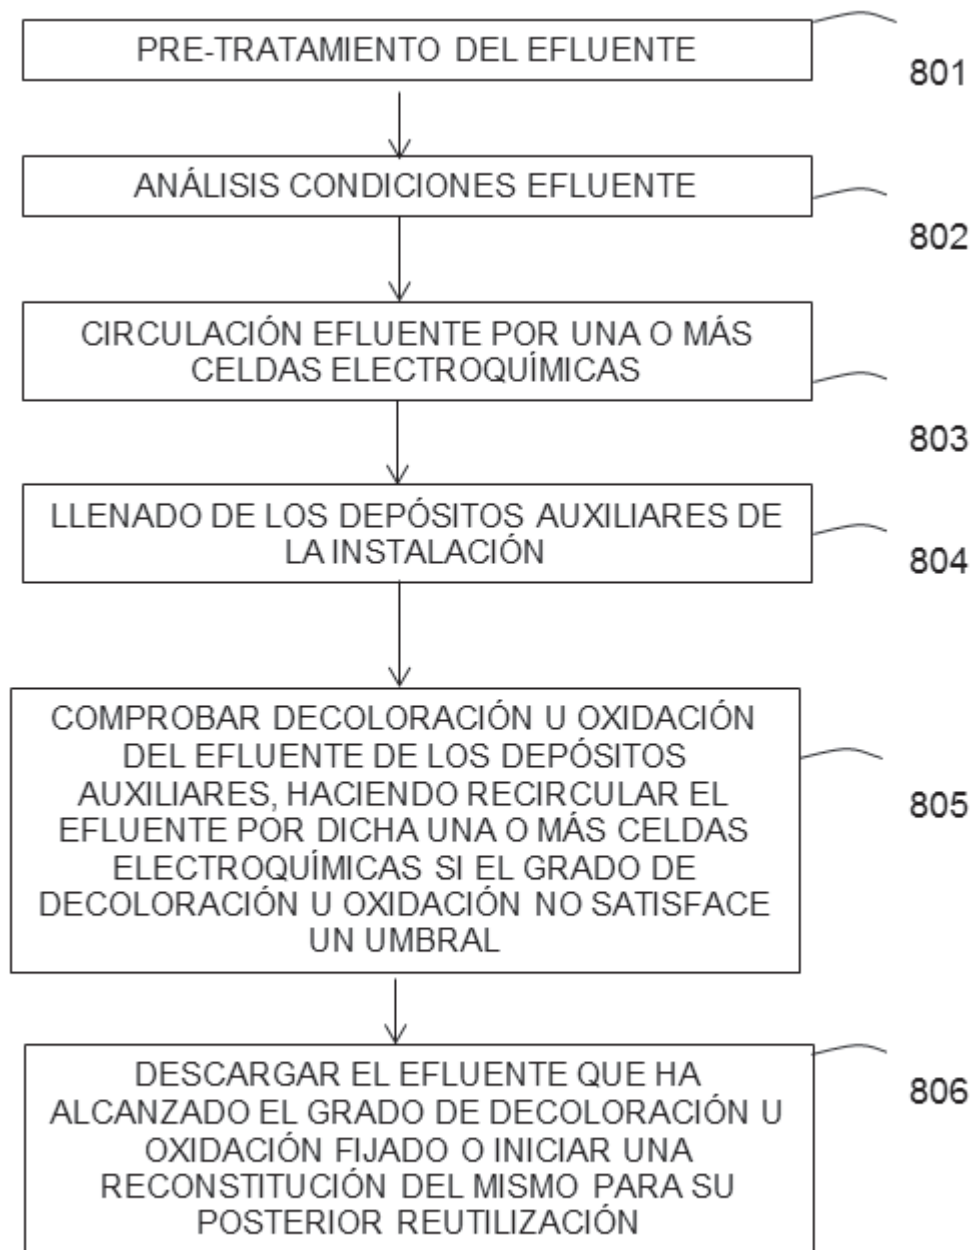 PRE-TRATAMIENTO DEL EFLUENTE
801
ANÁLISIS CONDICIONES EFLUENTE
802
CIRCULACIÓN EFLUENTE POR UNA O MÁS
CELDAS ELECTROQUÍMICAS
803
LLENADO DE LOS DEPÓSITOS AUXILIARES DE
LA INSTALACIÓN
804
COMPROBAR DECOLORACIÓN U OXIDACIÓN
DEL EFLUENTE DE LOS DEPÓSITOS
AUXILIARES, HACIENDO RECIRCULAR EL
EFLUENTE POR DICHA UNA O MÁS CELDAS
ELECTROQUÍMICAS SI EL GRADO DE
DECOLORACIÓN U OXIDACIÓN NO SATISFACE
UN UMBRAL
805
DESCARGAR EL EFLUENTE QUE HA
ALCANZADO EL GRADO DE DECOLORACIÓN U
OXIDACIÓN FIJADO O INICIAR UNA
RECONSTITUCIÓN DEL MISMO PARA SU
POSTERIOR REUTILIZACIÓN
806